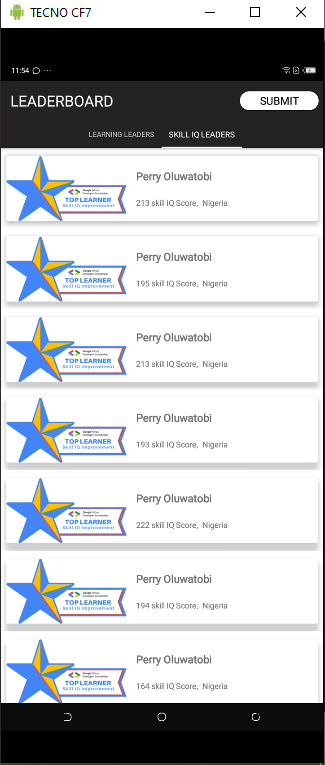 TECNO CF7
11:54
LEADERBOARD
SUBMIT
LEARNING LEADERS
SKILL IQ LEADERS
Perry Oluwatobi
Google Africa
Developer Scholarship
TOP LEARNER
Skill IQ Improvement
213 skill IQ Score, Nigeria
Perry Oluwatobi
Google Africa
Developer Scholarship
TOP LEARNER
Skill IQ Improvement
195 skill IQ Score, Nigeria
Perry Oluwatobi
Google Africa
Developer Scholarship
TOP LEARNER
Skill IQ Improvement
213 skill IQ Score, Nigeria
Perry Oluwatobi
Google Africa
Developer Scholarship
TOP LEARNER
Skill IQ Improvement
193 skill IQ Score, Nigeria
Perry Oluwatobi
Google Africa
Developer Scholarship
TOP LEARNER
Skill IQ Improvement
222 skill IQ Score, Nigeria
Perry Oluwatobi
Google Africa
Developer Scholarship
TOP LEARNER
Skill IQ Improvement
194 skill IQ Score, Nigeria
Perry Oluwatobi
Google Africa
Developer Scholarship
TOP LEARNER
Skill IQ Improvement
164 skill IQ Score, Nigeria